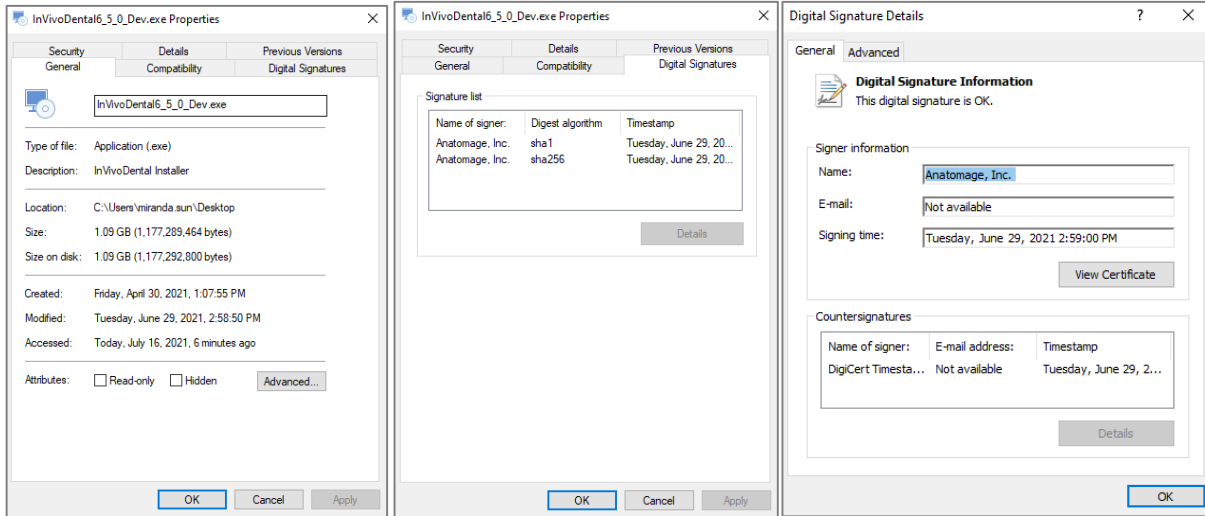 InVivoDental6_5_0_Dev.exe Properties
Security Details Previous Versions
General Compatibility Digital Signatures
InVivoDental6_5_0_Dev.exe
Type of file: Application (.exe)
Description: InVivoDental Installer
Location: C:\Users\miranda.sun\Desktop
Size: 1.09 GB (1,177,289,464 bytes)
Size on disk: 1.09 GB (1,177,292,800 bytes)
Created: Friday, April 30, 2021, 1:07:55 PM
Modified: Tuesday, June 29, 2021, 2:58:50 PM
Accessed: Today, July 16, 2021, 6 minutes ago
Attributes: Read-only Hidden Advanced...
OK Cancel Apply
InVivoDental6_5_0_Dev.exe Properties
Security Details Previous Versions
General Compatibility Digital Signatures
Signature list
Name of signer: Digest algorithm Timestamp
Anatomage, Inc. sha1 Tuesday, June 29, 20...
Anatomage, Inc. sha256 Tuesday, June 29, 20...
Details
OK Cancel Apply
Digital Signature Details
General Advanced
Digital Signature Information
This digital signature is OK.
Signer information
Name: Anatomage, Inc.
E-mail: Not available
Signing time: Tuesday, June 29, 2021 2:59:00 PM
View Certificate
Countersignatures
Name of signer: E-mail address: Timestamp
DigiCert Timesta... Not available Tuesday, June 29, 2...
Details
OK